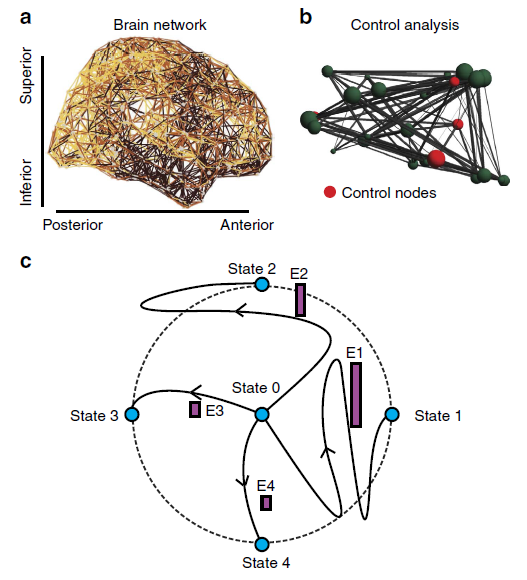 a
Brain network
Superior
Inferior
Posterior
Anterior
b
Control analysis
Control nodes
c
State 2
E2
E1
State 0
State 3
E3
State 1
E4
State 4